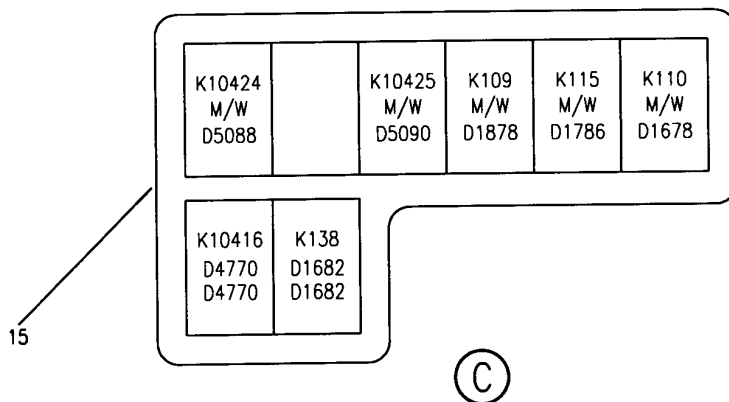 K10424
M/W
D5088
K10425
M/W
D5090
K109
M/W
D1878
K115
M/W
D1786
K110
M/W
D1678
K10416
D4770
D4770
K138
D1682
D1682
15
C